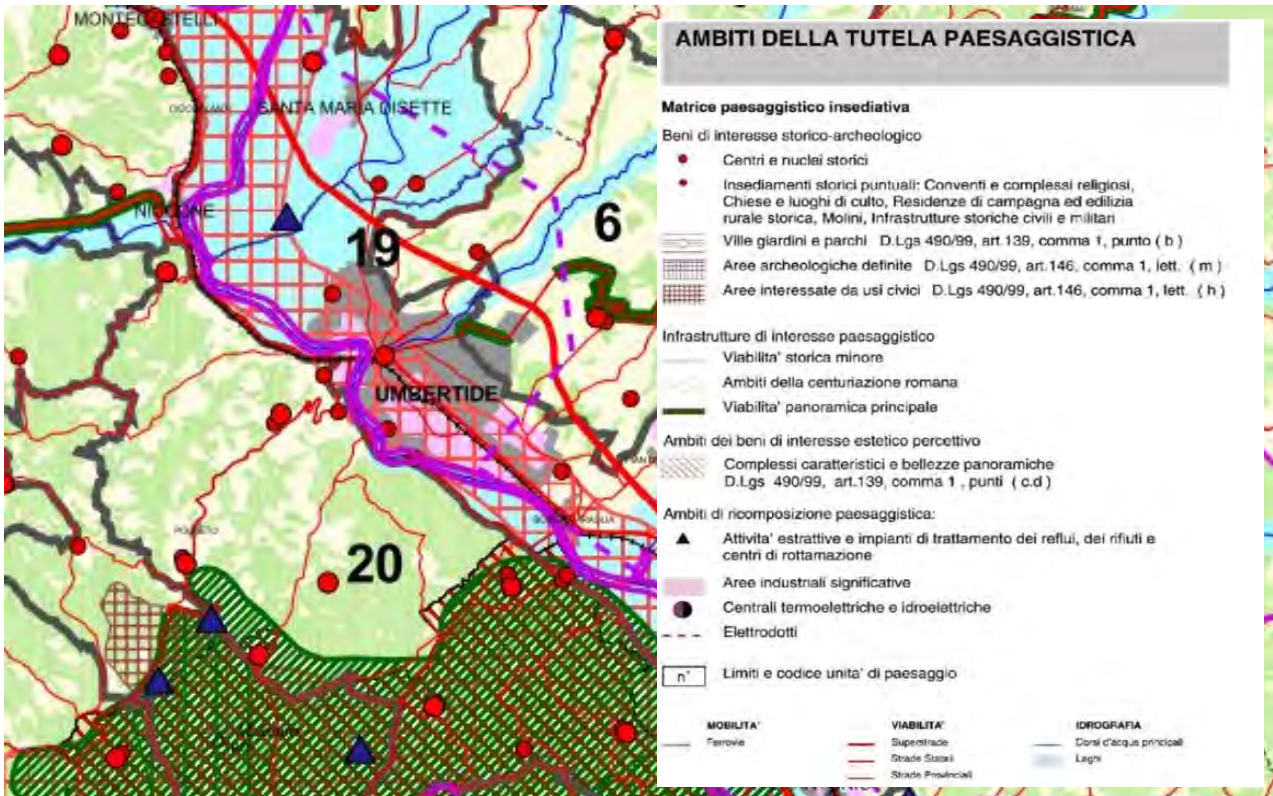 MONTECASTELLI
SANTA MARIA DISETTE
NICCONE
19
6
UMBERTIDE
20
AMBITI DELLA TUTELA PAESAGGISTICA
Matrice paesaggistico insediativa
Beni di interesse storico-archeologico
Centri e nuclei storici
Insediamenti storici puntuali: Conventi e complessi religiosi,
Chiese e luoghi di culto, Residenze di campagna ed edilizia
rurale storica, Molini, Infrastrutture storiche civili e militari
Ville giardini e parchi D.Lgs 490/99, art.139, comma 1, punto ( b )
Aree archeologiche definite D.Lgs 490/99, art.146, comma 1, lett. ( m )
Aree interessate da usi civici D.Lgs 490/99, art.146, comma 1, lett. ( h )
Infrastrutture di interesse paesaggistico
Viabilita' storica minore
Ambiti della centuriazione romana
Viabilita' panoramica principale
Ambiti dei beni di interesse estetico percettivo
Complessi caratteristici e bellezze panoramiche
D.Lgs 490/99, art.139, comma 1 , punti ( c.d )
Ambiti di ricomposizione paesaggistica:
Attivita' estrattive e impianti di trattamento dei reflui, dei rifiuti e
centri di rottamazione
Aree industriali significative
Centrali termoelettriche e idroelettriche
Elettrodotti
n° Limiti e codice unita' di paesaggio
MOBILITA' VIABILITA' IDROGRAFIA
Ferrovie Superstrade Corsi d'acqua principali
Strade Statali Laghi
Strade Provinciali